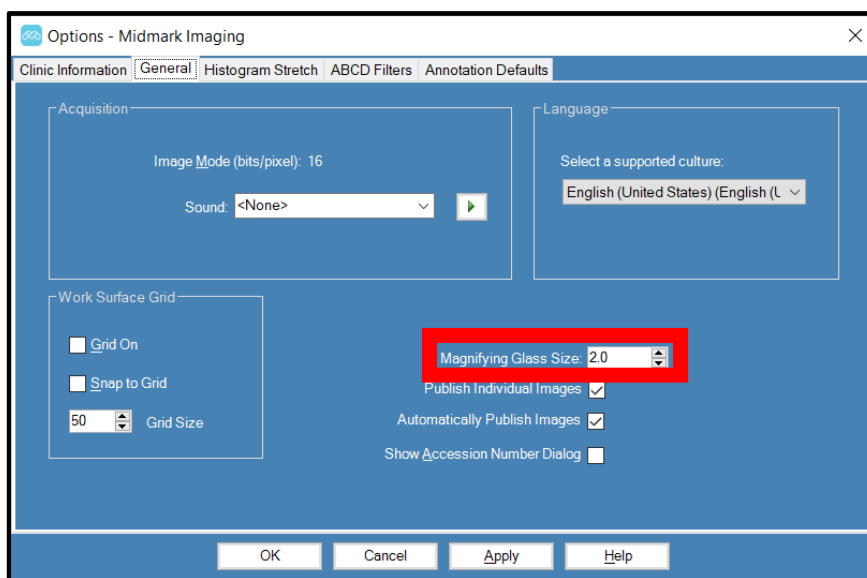 Options - Midmark Imaging
Clinic Information General Histogram Stretch ABCD Filters Annotation Defaults
Acquisition
Image Mode (bits/pixel): 16
Sound: <None>
Language
Select a supported culture:
English (United States) (English (U
Work Surface Grid
Grid On
Snap to Grid
50 Grid Size
Magnifying Glass Size: 2.0
Publish Individual Images
Automatically Publish Images
Show Accession Number Dialog
OK Cancel Apply Help